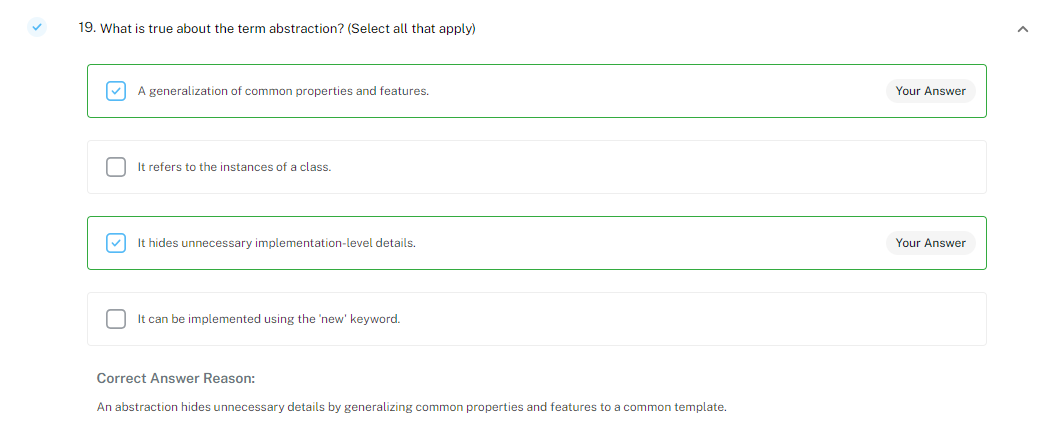 19. What is true about the term abstraction? (Select all that apply)
A generalization of common properties and features.
Your Answer
It refers to the instances of a class.
It hides unnecessary implementation-level details.
Your Answer
It can be implemented using the 'new' keyword.
Correct Answer Reason:
An abstraction hides unnecessary details by generalizing common properties and features to a common template.